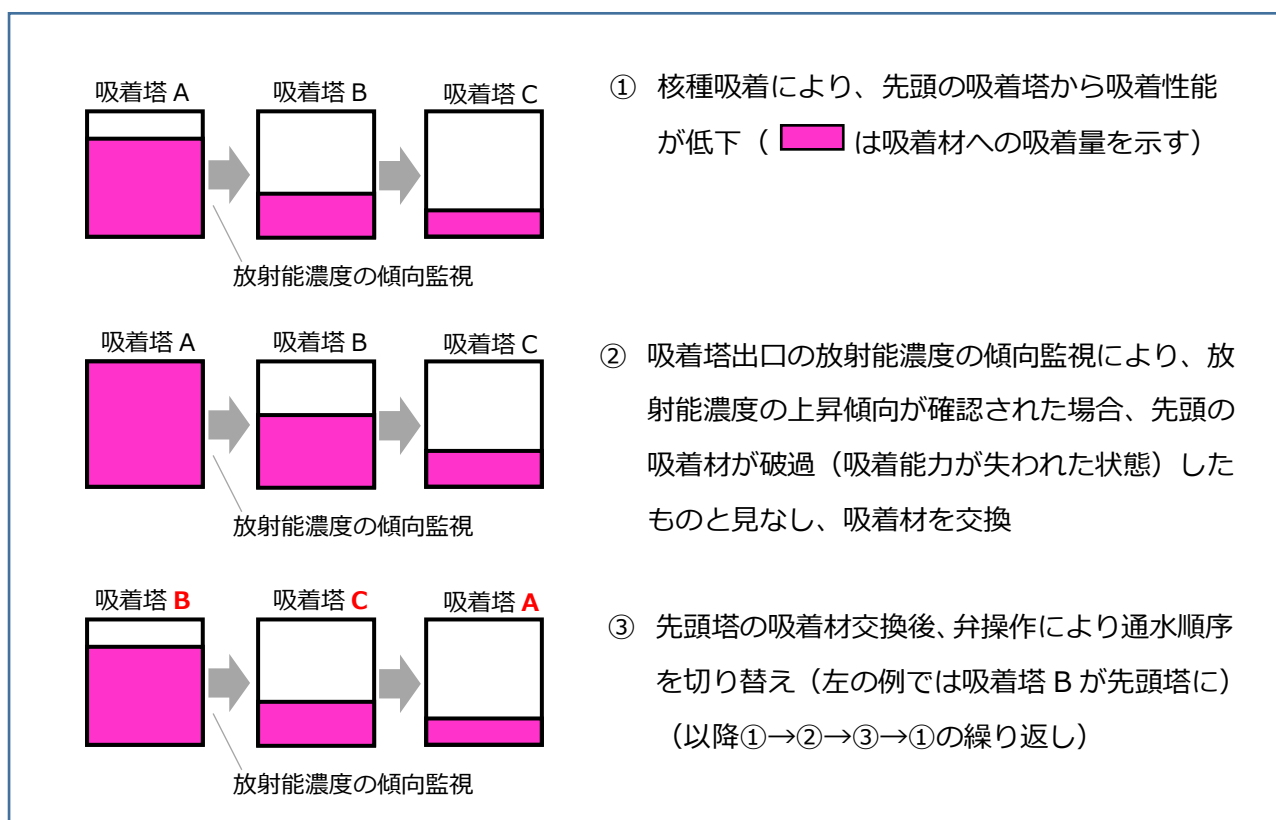 吸着塔 A
吸着塔 B
吸着塔 C
放射能濃度の傾向監視
① 核種吸着により、先頭の吸着塔から吸着性能
が低下（ は吸着材への吸着量を示す）
吸着塔 A
吸着塔 B
吸着塔 C
放射能濃度の傾向監視
② 吸着塔出口の放射能濃度の傾向監視により、放
射能濃度の上昇傾向が確認された場合、先頭の
吸着材が破過（吸着能力が失われた状態）した
ものと見なし、吸着材を交換
吸着塔 B
吸着塔 C
吸着塔 A
放射能濃度の傾向監視
③ 先頭塔の吸着材交換後、弁操作により通水順序
を切り替え（左の例では吸着塔 B が先頭塔に）
（以降①→②→③→①の繰り返し）